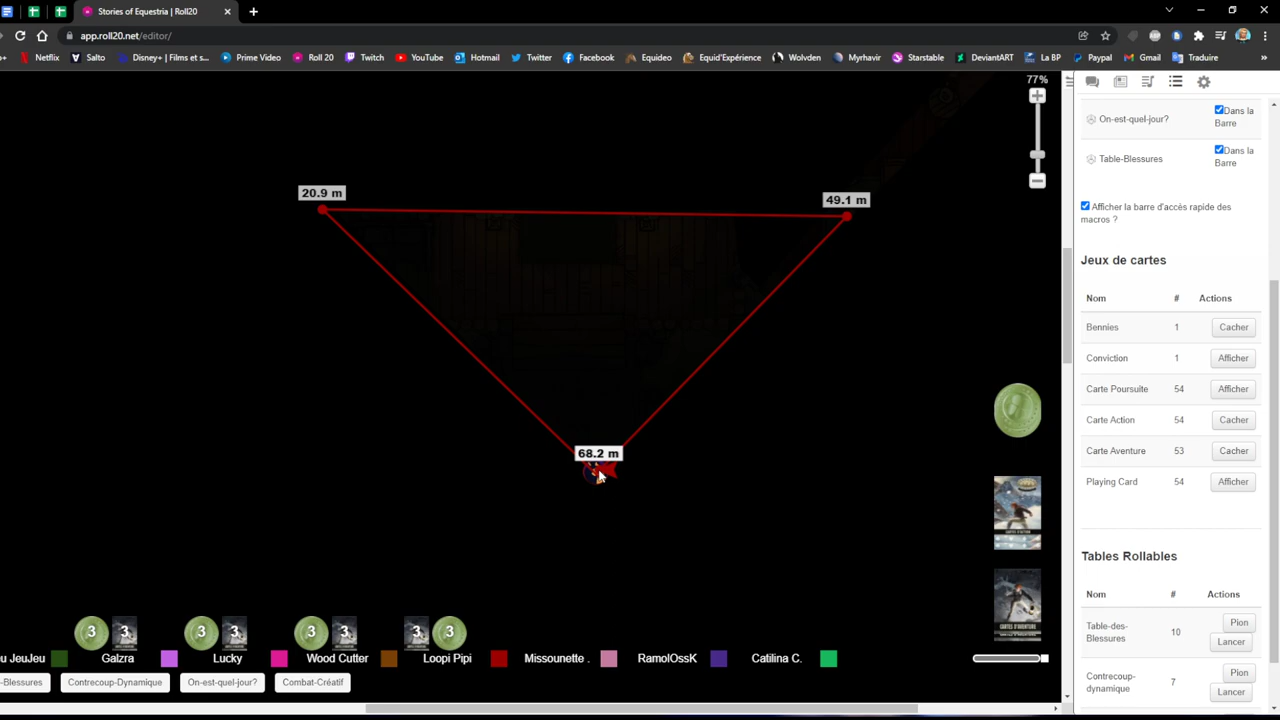 Stories of Equestria | Roll20
app.roll20.net/editor/
Netflix Salto Disney+ | Films et s... Prime Video Roll 20 Twitch YouTube Hotmail Twitter Facebook Equideo Equid'Expérience Wolvden Myrhavir Starstable DeviantART La BP Paypal Gmail Traduire »
77%
20.9 m
49.1 m
68.2 m
On-est-quel-jour?
Dans la
Barre
Table-Blessures
Dans la
Barre
Afficher la barre d'accès rapide des
macros ?
Jeux de cartes
Nom # Actions
Bennies 1 Cacher
Conviction 1 Afficher
Carte Poursuite 54 Afficher
Carte Action 54 Cacher
Carte Aventure 53 Cacher
Playing Card 54 Afficher
Tables Rollables
Nom # Actions
Table-des-
Blessures
10
Pion
Lancer
Contrecoup-
dynamique
7
Pion
Lancer
3 3 3 3 3 3 3 3
u JeuJeu Galzra Lucky Wood Cutter Loopi Pipi Missounette . RamolOssK Catilina C.
-Blessures Contrecoup-Dynamique On-est-quel-jour? Combat-Créatif